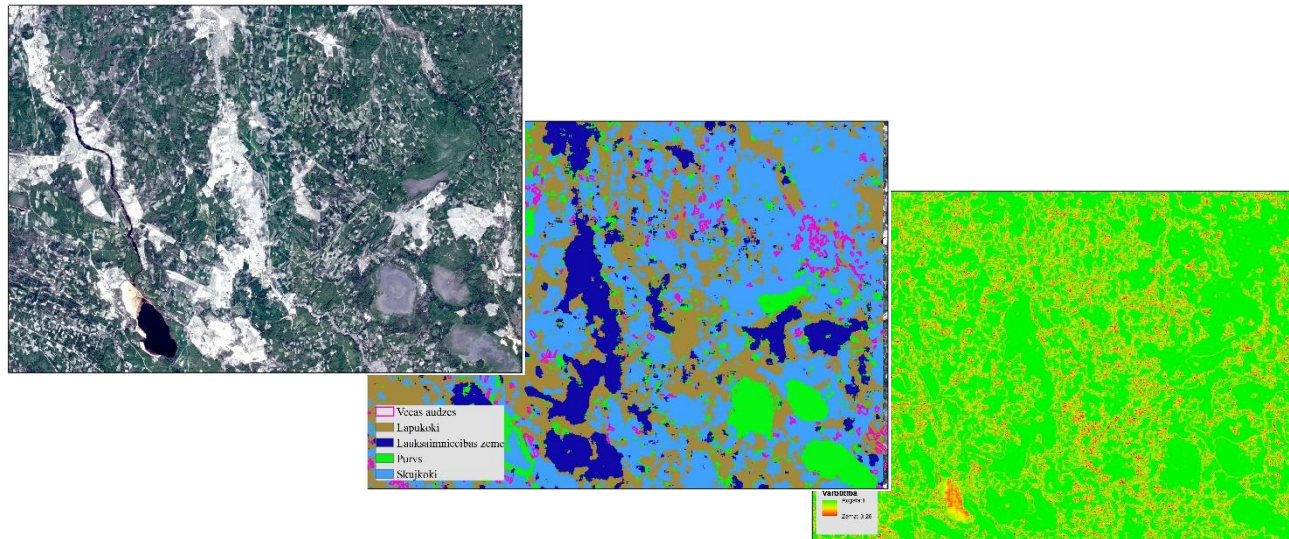 Vecas audzes
Lapukoki
Lauksaimniecības zeme
Purvs
Skujkoki
Varbūtība
Augsta: 1
Zema: 0.26